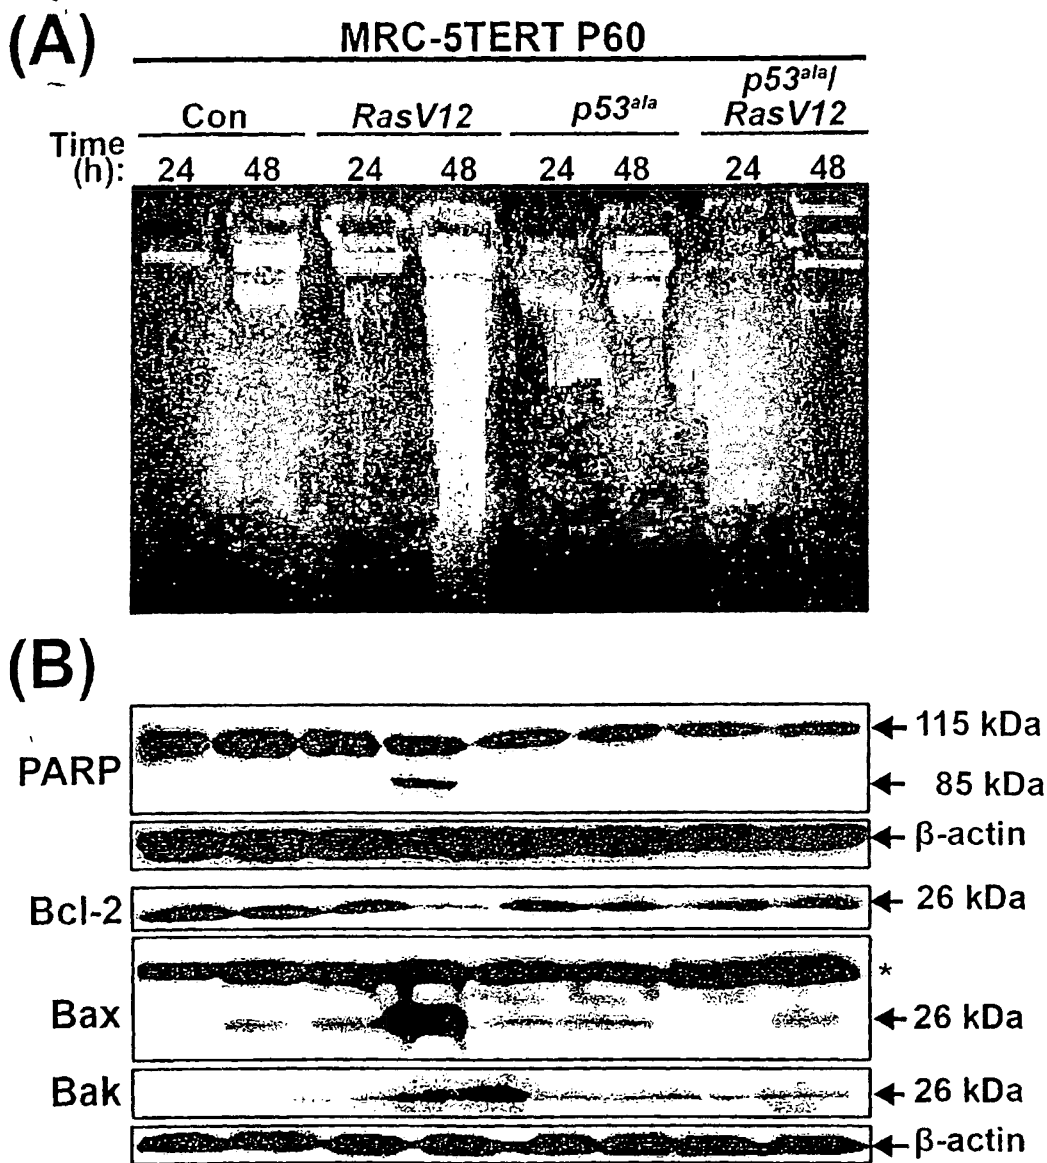 (A)
MRC-5TERT P60
Con RasV12 p53ala p53ala/ RasV12
Time (h): 24 48 24 48 24 48 24 48
(B)
PARP
115 kDa
85 kDa
β-actin
Bcl-2
26 kDa
*
Bax
26 kDa
Bak
26 kDa
β-actin